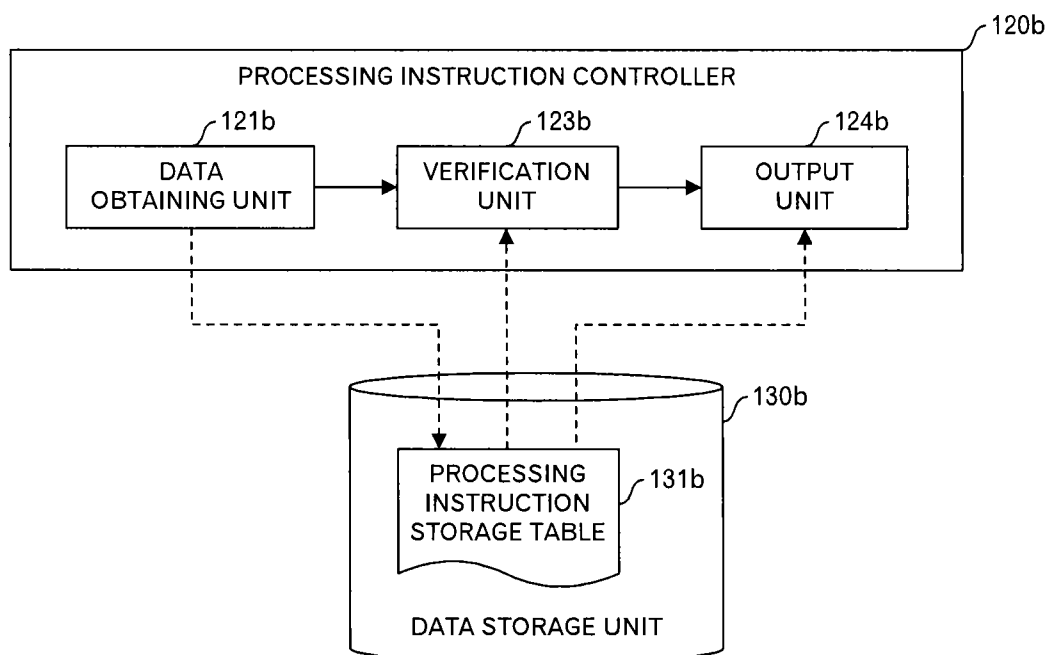 120b
PROCESSING INSTRUCTION CONTROLLER
121b
123b
124b
DATA
OBTAINING UNIT
VERIFICATION
UNIT
OUTPUT
UNIT
130b
PROCESSING
INSTRUCTION
STORAGE TABLE
131b
DATA STORAGE UNIT